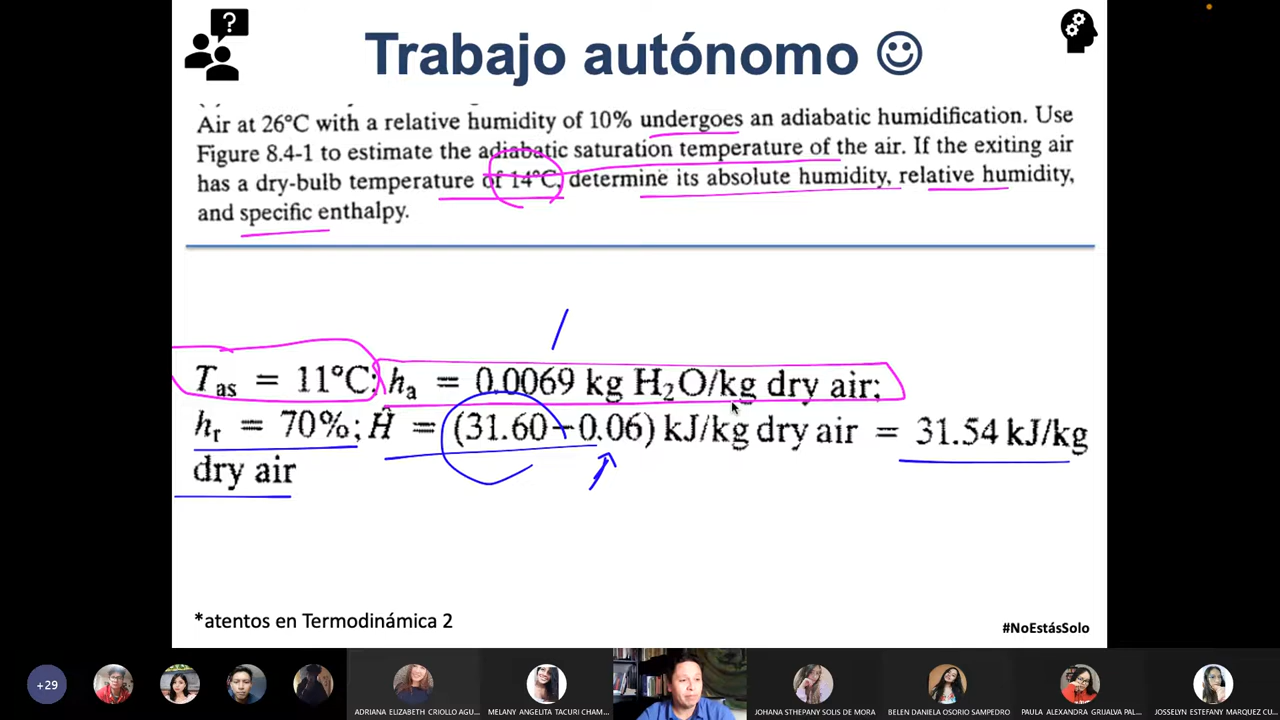 Trabajo autónomo
Air at 26°C with a relative humidity of 10% undergoes an adiabatic humidification. Use
Figure 8.4-1 to estimate the adiabatic saturation temperature of the air. If the exiting air
has a dry-bulb temperature of 14°C, determine its absolute humidity, relative humidity,
and specific enthalpy.
Tas = 11°C; ha = 0.0069 kg H2O/kg dry air;
hr = 70%; Ĥ = (31.60−0.06) kJ/kg dry air = 31.54 kJ/kg
dry air
*atentos en Termodinámica 2
#NoEstásSolo
+29
ADRIANA ELIZABETH CRIOLLO AGU...
MELANY ANGELITA TACURI CHAM...
JOHANA STHEPANY SOLIS DE MORA
BELEN DANIELA OSORIO SAMPEDRO
PAULA ALEXANDRA GRIJALVA PAL...
JOSSELYN ESTEFANY MARQUEZ CU...